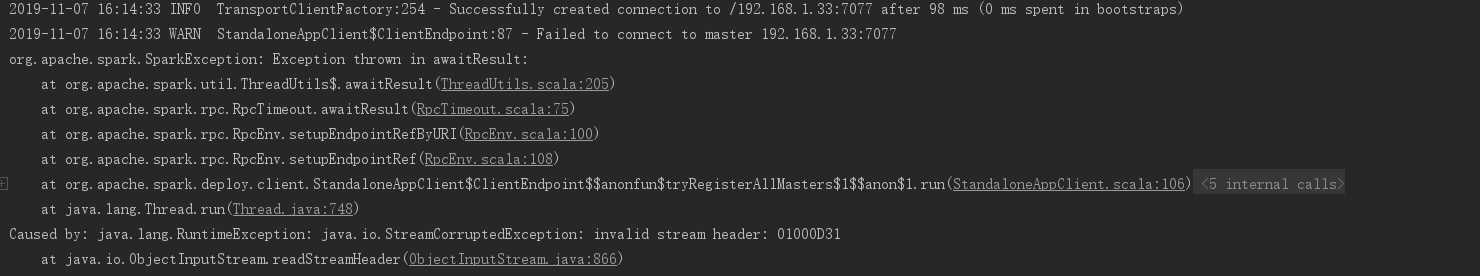 2019-11-07 16:14:33 INFO  TransportClientFactory:254 - Successfully created connection to /192.168.1.33:7077 after 98 ms (0 ms spent in bootstraps)
2019-11-07 16:14:33 WARN  StandaloneAppClient$ClientEndpoint:87 - Failed to connect to master 192.168.1.33:7077
org.apache.spark.SparkException: Exception thrown in awaitResult:
    at org.apache.spark.util.ThreadUtils$.awaitResult(ThreadUtils.scala:205)
    at org.apache.spark.rpc.RpcTimeout.awaitResult(RpcTimeout.scala:75)
    at org.apache.spark.rpc.RpcEnv.setupEndpointRefByURI(RpcEnv.scala:100)
    at org.apache.spark.rpc.RpcEnv.setupEndpointRef(RpcEnv.scala:108)
    at org.apache.spark.deploy.client.StandaloneAppClient$ClientEndpoint$$anonfun$tryRegisterAllMasters$1$$anon$1.run(StandaloneAppClient.scala:106) <5 internal calls>
    at java.lang.Thread.run(Thread.java:748)
Caused by: java.lang.RuntimeException: java.io.StreamCorruptedException: invalid stream header: 01000D31
    at java.io.ObjectInputStream.readStreamHeader(ObjectInputStream.java:866)